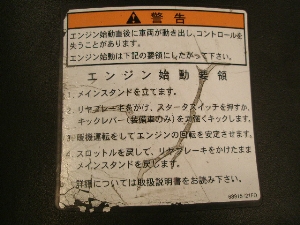 警告
エンジン始動直後に車両が動き出し、コントロールを
失うことがあります。
エンジン始動は下記の要領にしたがって下さい。
エンジン始動要領
1. メインスタンドを立てます。
2. リヤブレーキをかけ、スタータスイッチを押すか、
キックレバー(装備車のみ)を力強くキックします。
3. 暖機運転をしてエンジンの回転を安定させます。
4. スロットルを戻して、リヤブレーキをかけたまま
メインスタンドを戻します。
詳細については取扱説明書をお読み下さい。